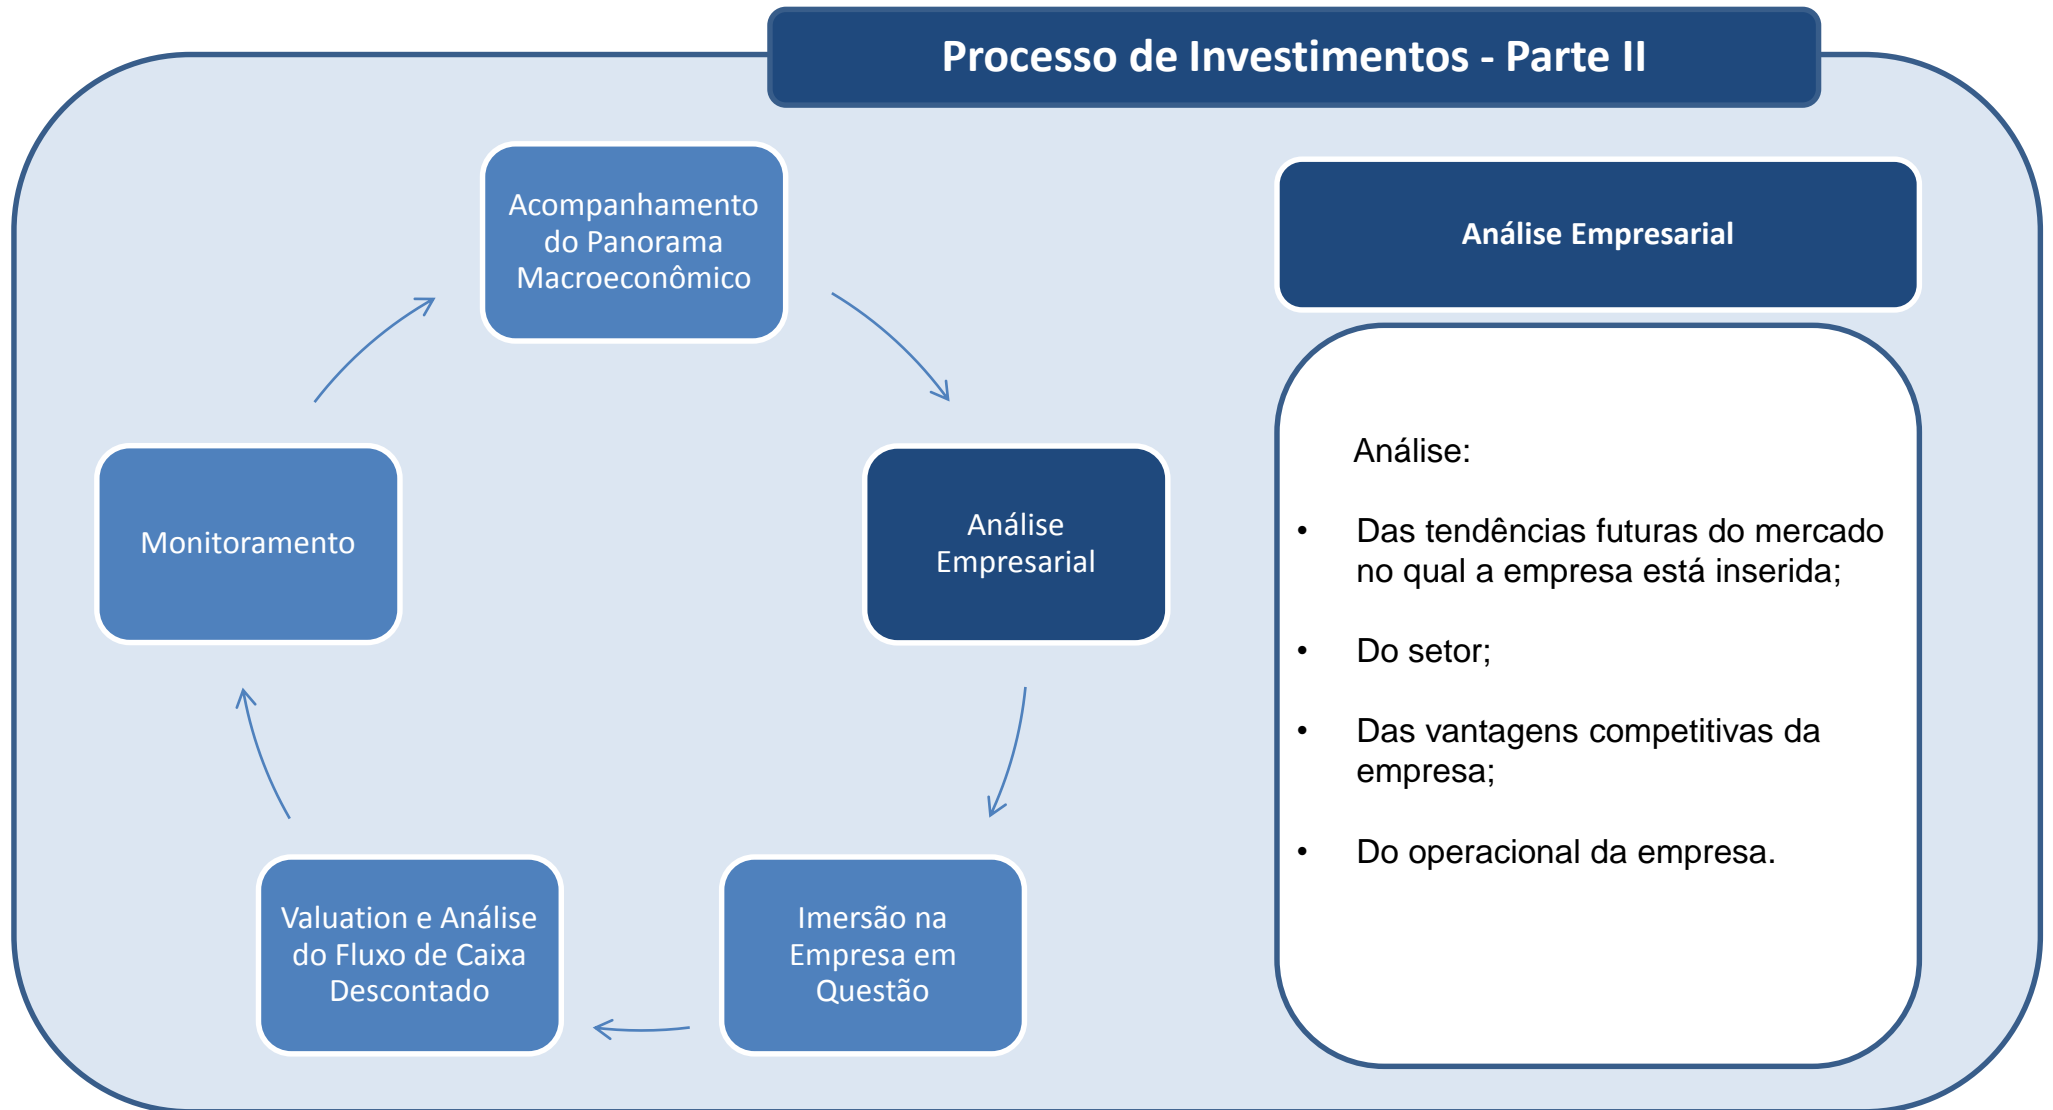 Processo de Investimentos - Parte II
Acompanhamento
do Panorama
Macroeconômico
Análise
Empresarial
Imersão na
Empresa em
Questão
Valuation e Análise
do Fluxo de Caixa
Descontado
Monitoramento
Análise Empresarial
Análise:
• Das tendências futuras do mercado
no qual a empresa está inserida;
• Do setor;
• Das vantagens competitivas da
empresa;
• Do operacional da empresa.